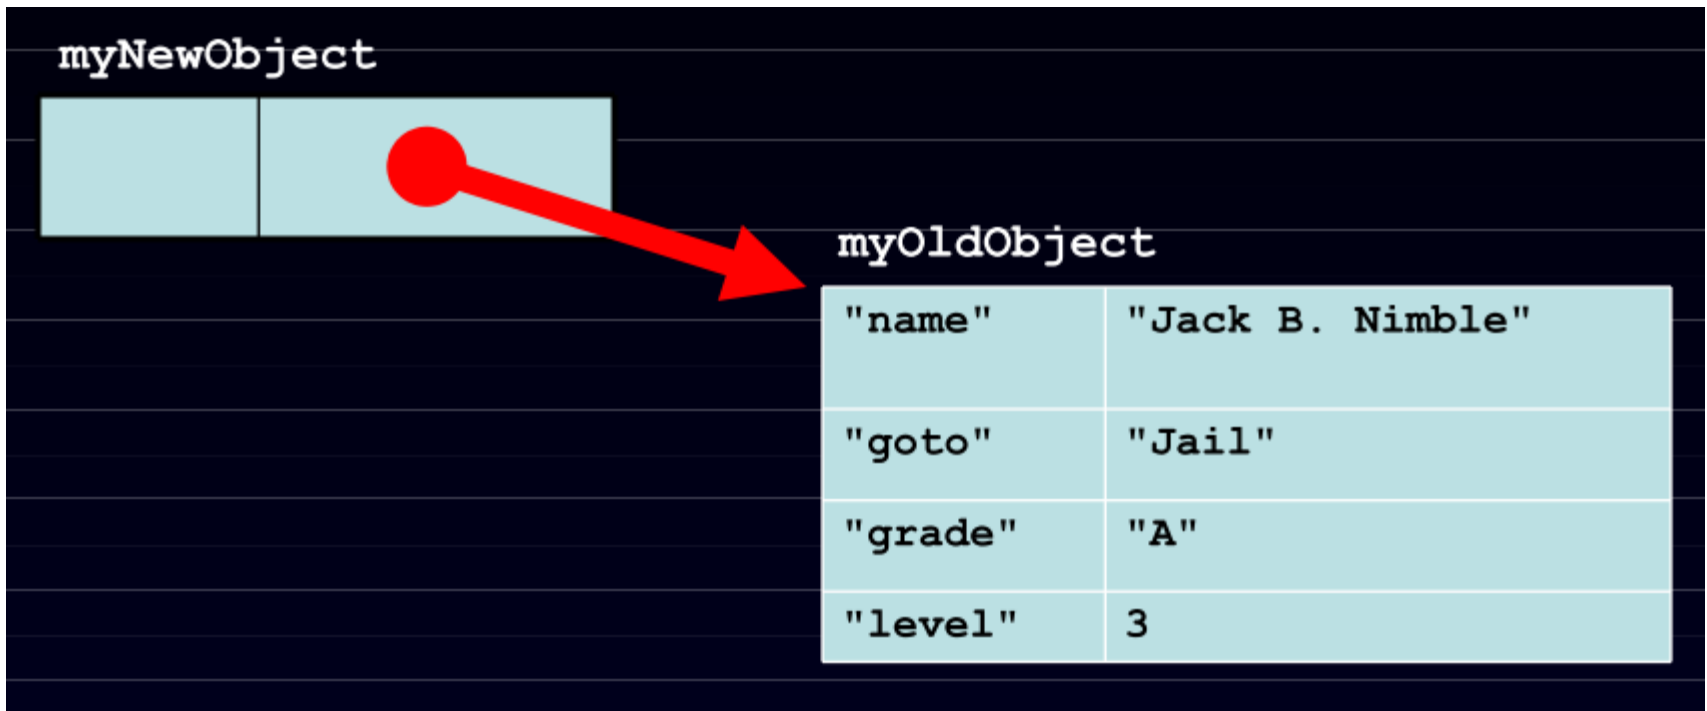 myNewObject
myOldObject
"name" "Jack B. Nimble"
"goto" "Jail"
"grade" "A"
"level" 3